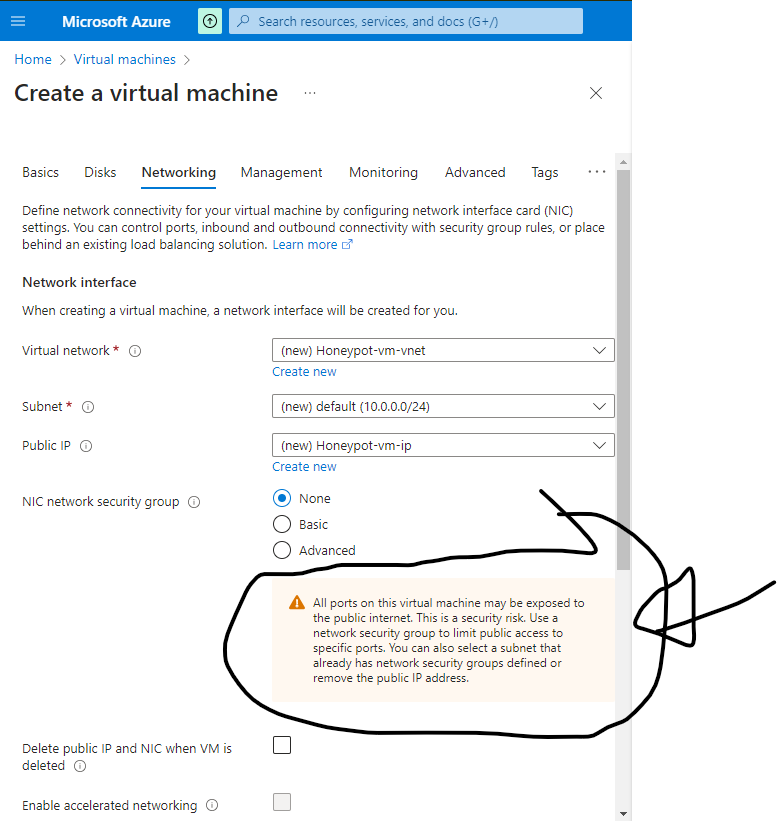 Microsoft Azure
Search resources, services, and docs (G+/)
Home > Virtual machines >
Create a virtual machine ...
Basics Disks Networking Management Monitoring Advanced Tags ...
Define network connectivity for your virtual machine by configuring network interface card (NIC)
settings. You can control ports, inbound and outbound connectivity with security group rules, or place
behind an existing load balancing solution. Learn more
Network interface
When creating a virtual machine, a network interface will be created for you.
Virtual network *
(new) Honeypot-vm-vnet
Create new
Subnet *
(new) default (10.0.0.0/24)
Public IP
(new) Honeypot-vm-ip
Create new
NIC network security group
None
Basic
Advanced
All ports on this virtual machine may be exposed to
the public internet. This is a security risk. Use a
network security group to limit public access to
specific ports. You can also select a subnet that
already has network security groups defined or
remove the public IP address.
Delete public IP and NIC when VM is
deleted
Enable accelerated networking